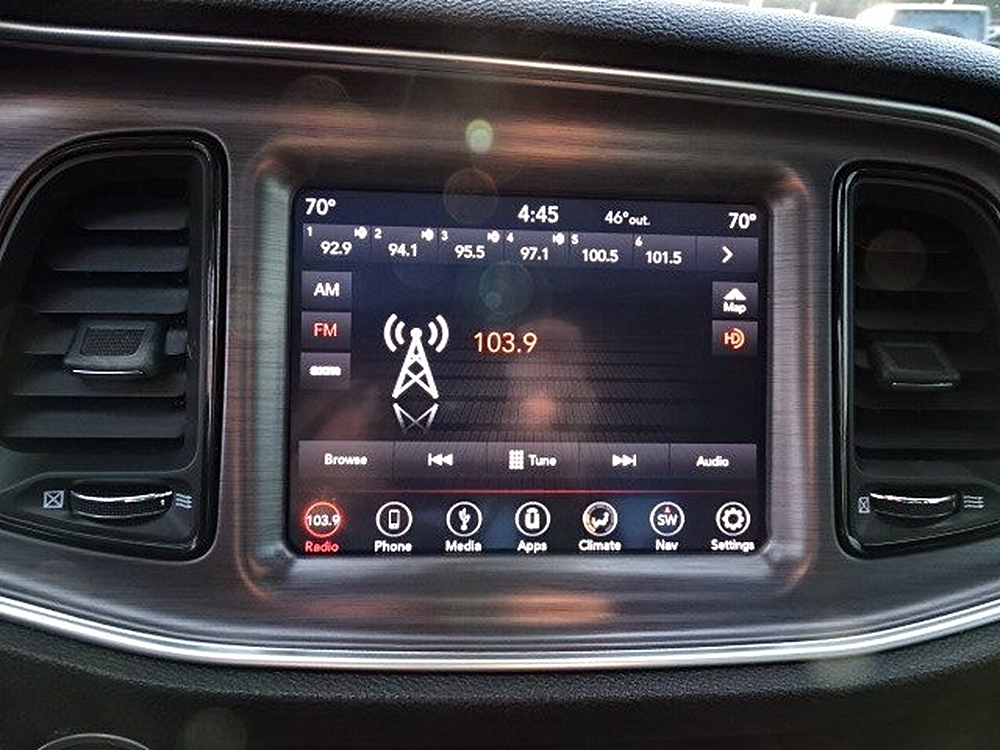 70° 4:45 46°out. 70°
1 2 3 4 5 6
92.9 94.1 95.5 97.1 100.5 101.5
AM
Map
FM
HD
103.9
Browse Tune Audio
103.9 SW
Radio Phone Media Apps Climate Nav Settings